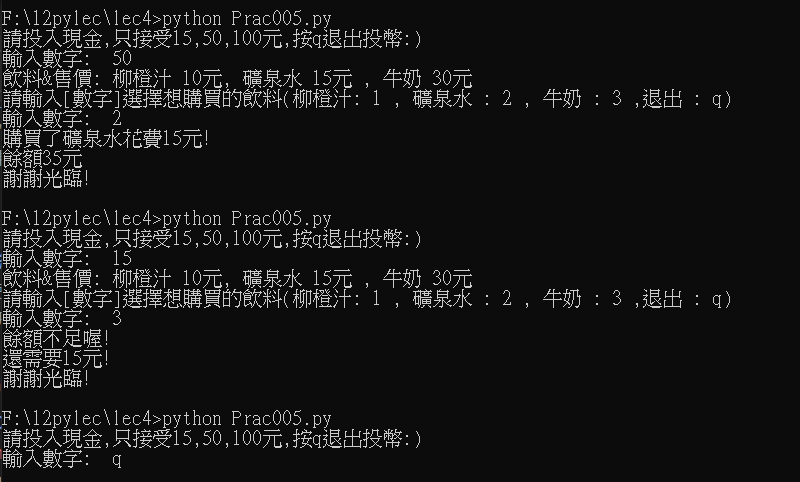 F:\12pylec\lec4>python Prac005.py
請投入現金,只接受15,50,100元,按q退出投幣:)
輸入數字:  50
飲料&售價: 柳橙汁 10元, 礦泉水 15元 , 牛奶 30元
請輸入[數字]選擇想購買的飲料(柳橙汁: 1 , 礦泉水 : 2 , 牛奶 : 3 ,退出 : q)
輸入數字:  2
購買了礦泉水花費15元!
餘額35元
謝謝光臨!
F:\12pylec\lec4>python Prac005.py
請投入現金,只接受15,50,100元,按q退出投幣:)
輸入數字:  15
飲料&售價: 柳橙汁 10元, 礦泉水 15元 , 牛奶 30元
請輸入[數字]選擇想購買的飲料(柳橙汁: 1 , 礦泉水 : 2 , 牛奶 : 3 ,退出 : q)
輸入數字:  3
餘額不足喔!
還需要15元!
謝謝光臨!
F:\12pylec\lec4>python Prac005.py
請投入現金,只接受15,50,100元,按q退出投幣:)
輸入數字:  q